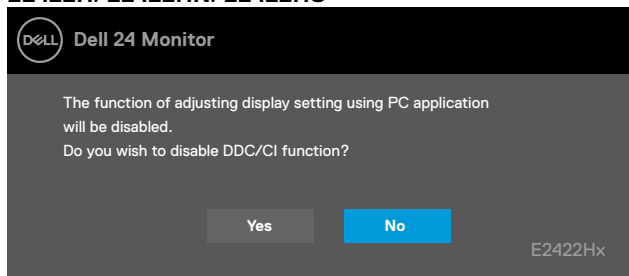 DELL Dell 24 Monitor
The function of adjusting display setting using PC application
will be disabled.
Do you wish to disable DDC/CI function?
Yes No
E2422Hx